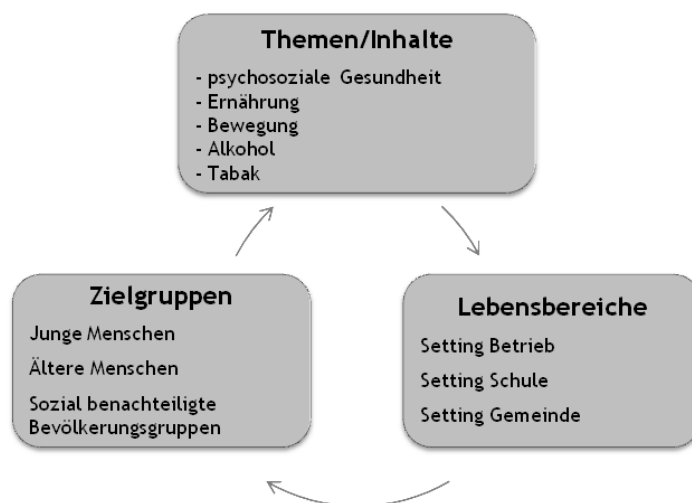 Themen/Inhalte
- psychosoziale Gesundheit
- Ernährung
- Bewegung
- Alkohol
- Tabak
Zielgruppen
Junge Menschen
Ältere Menschen
Sozial benachteiligte
Bevölkerungsgruppen
Lebensbereiche
Setting Betrieb
Setting Schule
Setting Gemeinde